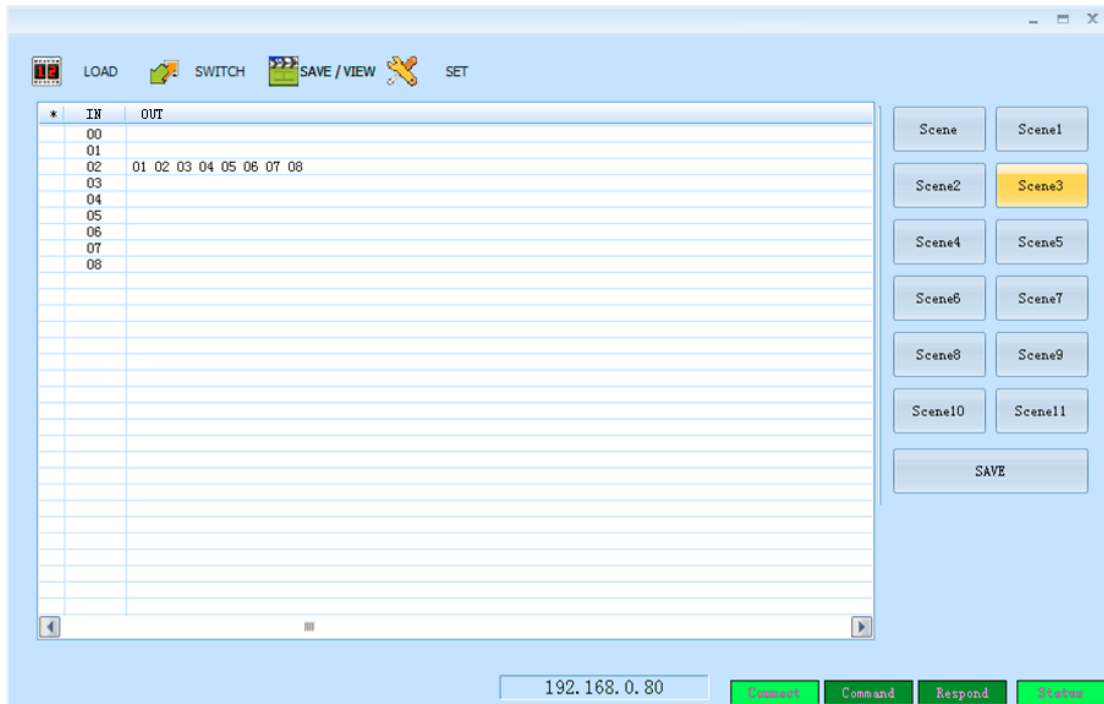 LOAD SWITCH SAVE / VIEW SET
* IN OUT
00
01
02 01 02 03 04 05 06 07 08
03
04
05
06
07
08
Scene Scene1
Scene2 Scene3
Scene4 Scene5
Scene6 Scene7
Scene8 Scene9
Scene10 Scene11
SAVE
192.168.0.80 Connect Command Respond Status